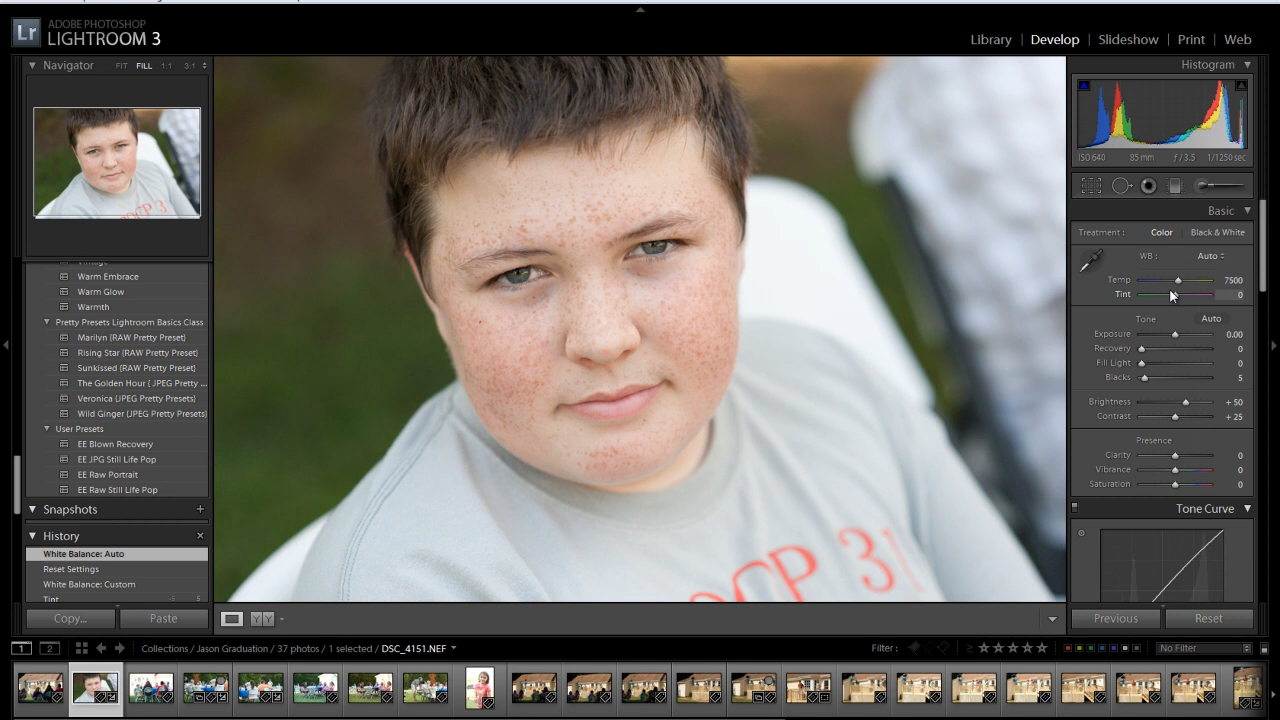 Lr ADOBE PHOTOSHOP
LIGHTROOM 3
Library | Develop | Slideshow | Print | Web
Navigator FIT FILL 1:1 3:1
Histogram
ISO 640 85 mm ƒ / 3.5 1/1250 sec
Basic
Treatment : Color Black & White
WB : Auto
Temp 7500
Tint 0
Tone Auto
Exposure 0.00
Recovery 0
Fill Light 0
Blacks 5
Brightness + 50
Contrast + 25
Presence
Clarity 0
Vibrance 0
Saturation 0
Tone Curve
Vintage
Warm Embrace
Warm Glow
Warmth
Pretty Presets Lightroom Basics Class
Marilyn {RAW Pretty Preset}
Rising Star {RAW Pretty Preset}
Sunkissed {RAW Pretty Preset}
The Golden Hour { JPEG Pretty ...
Veronica {JPEG Pretty Presets}
Wild Ginger {JPEG Pretty Presets}
User Presets
EE Blown Recovery
EE JPG Still Life Pop
EE Raw Portrait
EE Raw Still Life Pop
Snapshots +
History ×
White Balance: Auto
Reset Settings
White Balance: Custom
Tint -5 5
Copy... Paste
Y Y
Previous Reset
1 2 Collections / Jason Graduation / 37 photos / 1 selected / DSC_4151.NEF
Filter : ≥ ★★★★★ No Filter